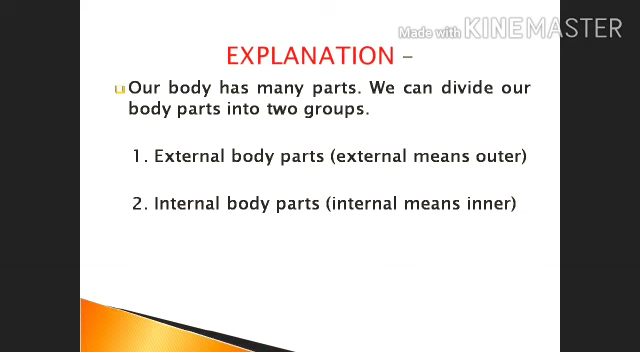 Made with KINEMASTER
EXPLANATION –
Our body has many parts. We can divide our
body parts into two groups.
1. External body parts (external means outer)
2. Internal body parts (internal means inner)